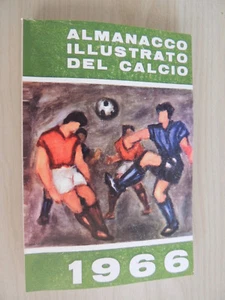 ALMANACCO
ILLUSTRATO
DEL CALCIO
1966